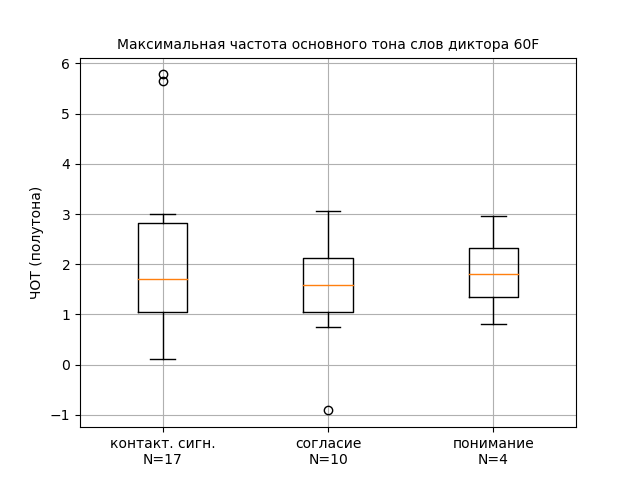 Максимальная частота основного тона слов диктора 60F
ЧОТ (полутона)
6
5
4
3
2
1
0
−1
контакт. сигн.
N=17
согласие
N=10
понимание
N=4